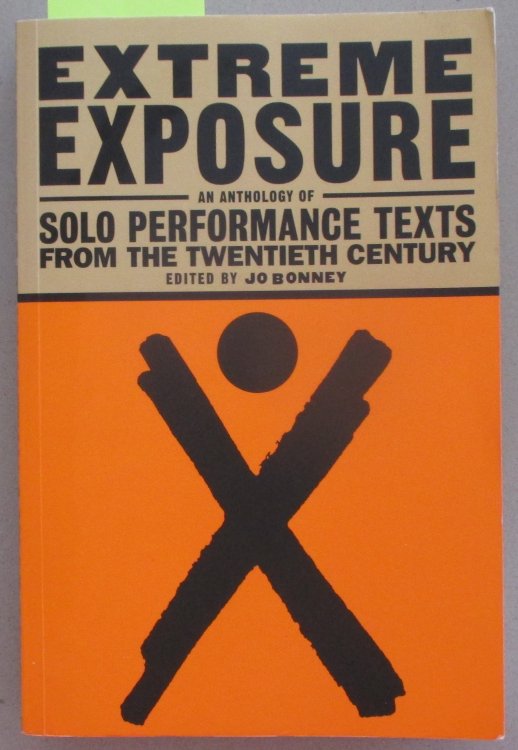 EXTREME
EXPOSURE
AN ANTHOLOGY OF
SOLO PERFORMANCE TEXTS
FROM THE TWENTIETH CENTURY
EDITED BY JO BONNEY